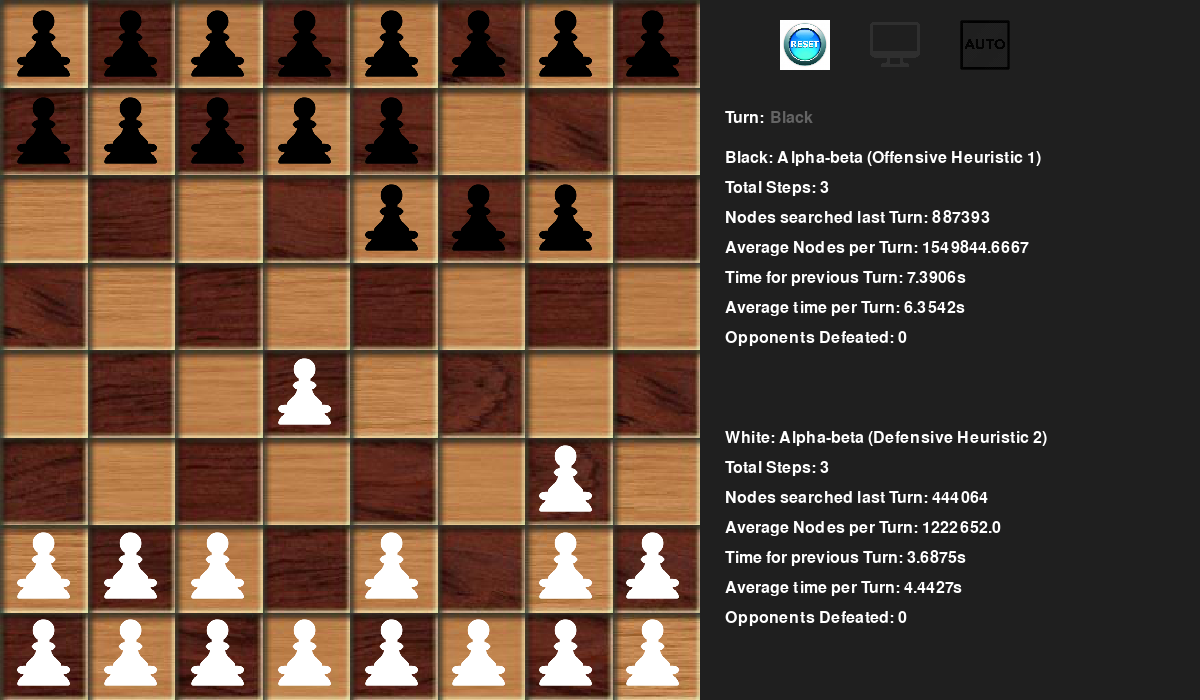 RESET
AUTO
Turn: Black
Black: Alpha-beta (Offensive Heuristic 1)
Total Steps: 3
Nodes searched last Turn: 887393
Average Nodes per Turn: 1549844.6667
Time for previous Turn: 7.3906s
Average time per Turn: 6.3542s
Opponents Defeated: 0
White: Alpha-beta (Defensive Heuristic 2)
Total Steps: 3
Nodes searched last Turn: 444064
Average Nodes per Turn: 1222652.0
Time for previous Turn: 3.6875s
Average time per Turn: 4.4427s
Opponents Defeated: 0